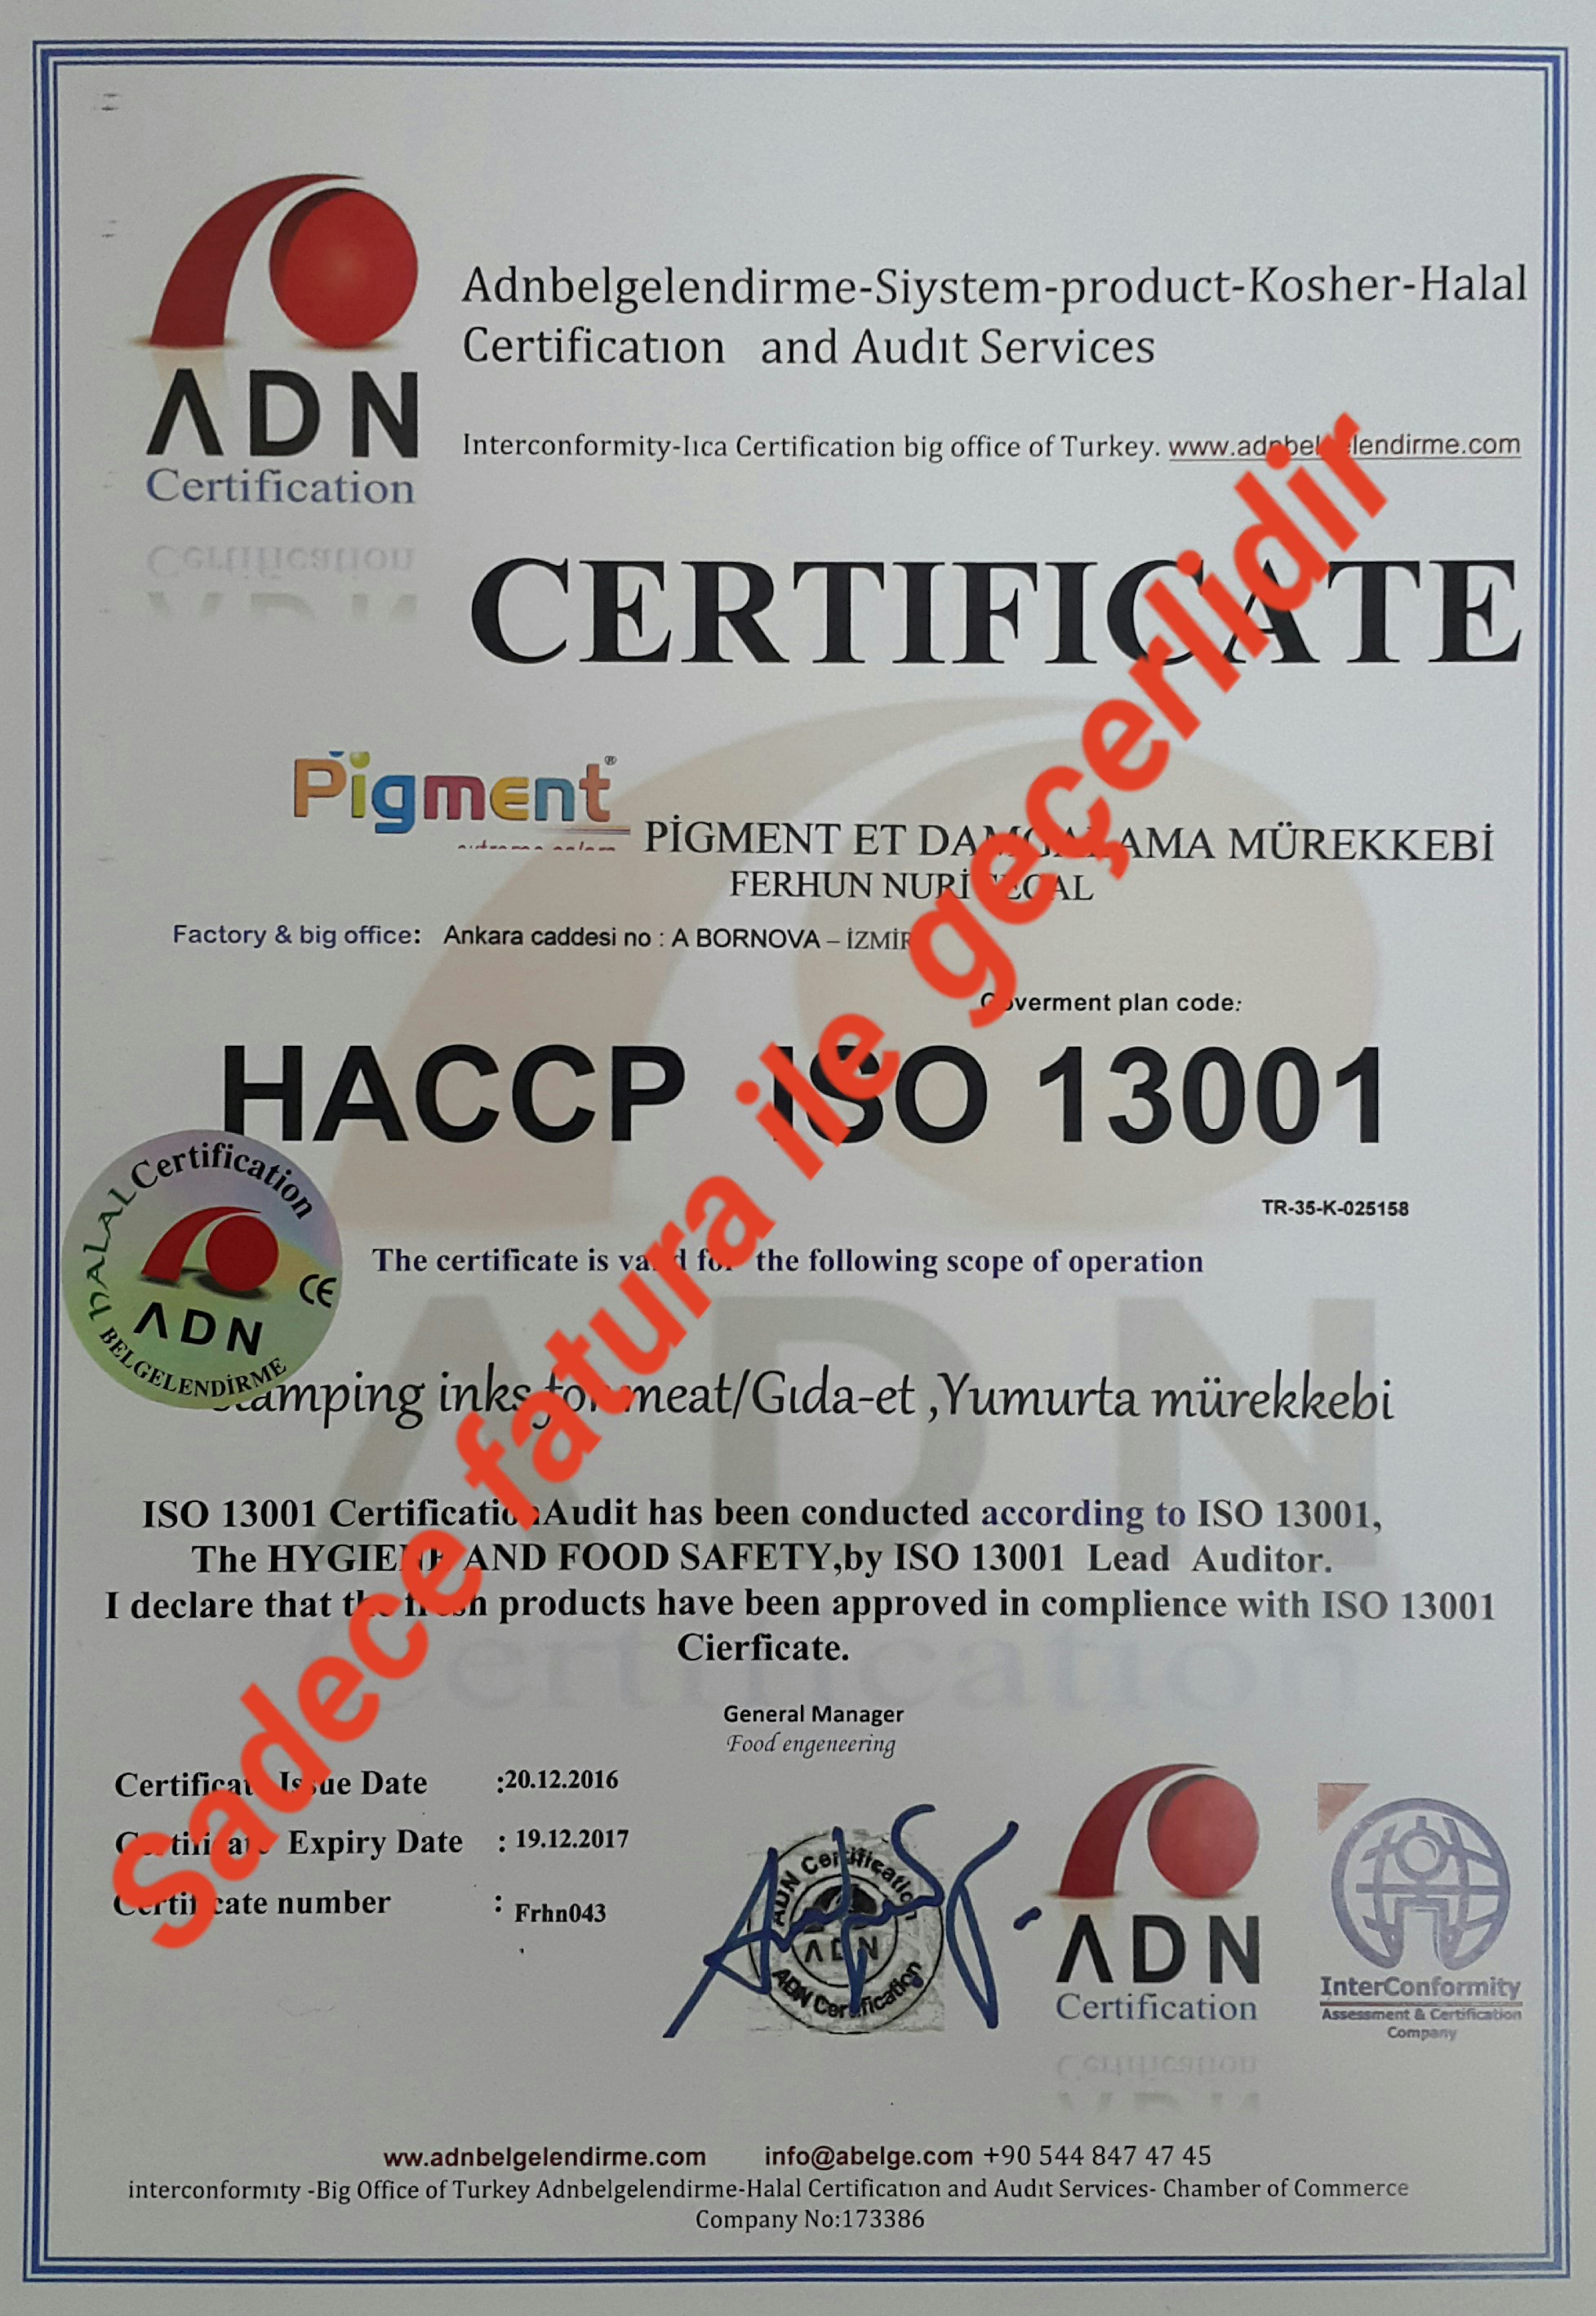 ADN
Certification
Adnbelgelendirme-Siystem-product-Kosher-Halal
Certificatıon and Audıt Services
Interconformity-Iıca Certification big office of Turkey. www.adnbelgelendirme.com
CERTIFICATE
Pigment®
PİGMENT ET DAMGALAMA MÜREKKEBİ
FERHUN NURİ
Factory & big office: Ankara caddesi no : A BORNOVA – İZMİR
Goverment plan code:
HACCP ISO 13001
TR-35-K-025158
HALAL Certification
ADN
CE
BELGELENDİRME
The certificate is valid for the following scope of operation
Stamping inks for meat/Gıda-et ,Yumurta mürekkebi
ISO 13001 Certification Audit has been conducted according to ISO 13001,
The HYGIENE AND FOOD SAFETY,by ISO 13001 Lead Auditor.
I declare that the fresh products have been approved in complience with ISO 13001
Cierficate.
General Manager
Food engeneering
Certificate Issue Date :20.12.2016
Certificate Expiry Date : 19.12.2017
Certificate number : Frhn043
ADN Certification
ADN
ADN Certification
ADN
Certification
InterConformity
Assessment & Certification
Company
ww.adnbelgelendirme.com info@abelge.com +90 544 847 47 45
interconformıty -Big Office of Turkey Adnbelgelendirme-Halal Certificatıon and Audıt Services- Chamber of Commerce
Company No:173386
Sadece fatura ile geçerlidir